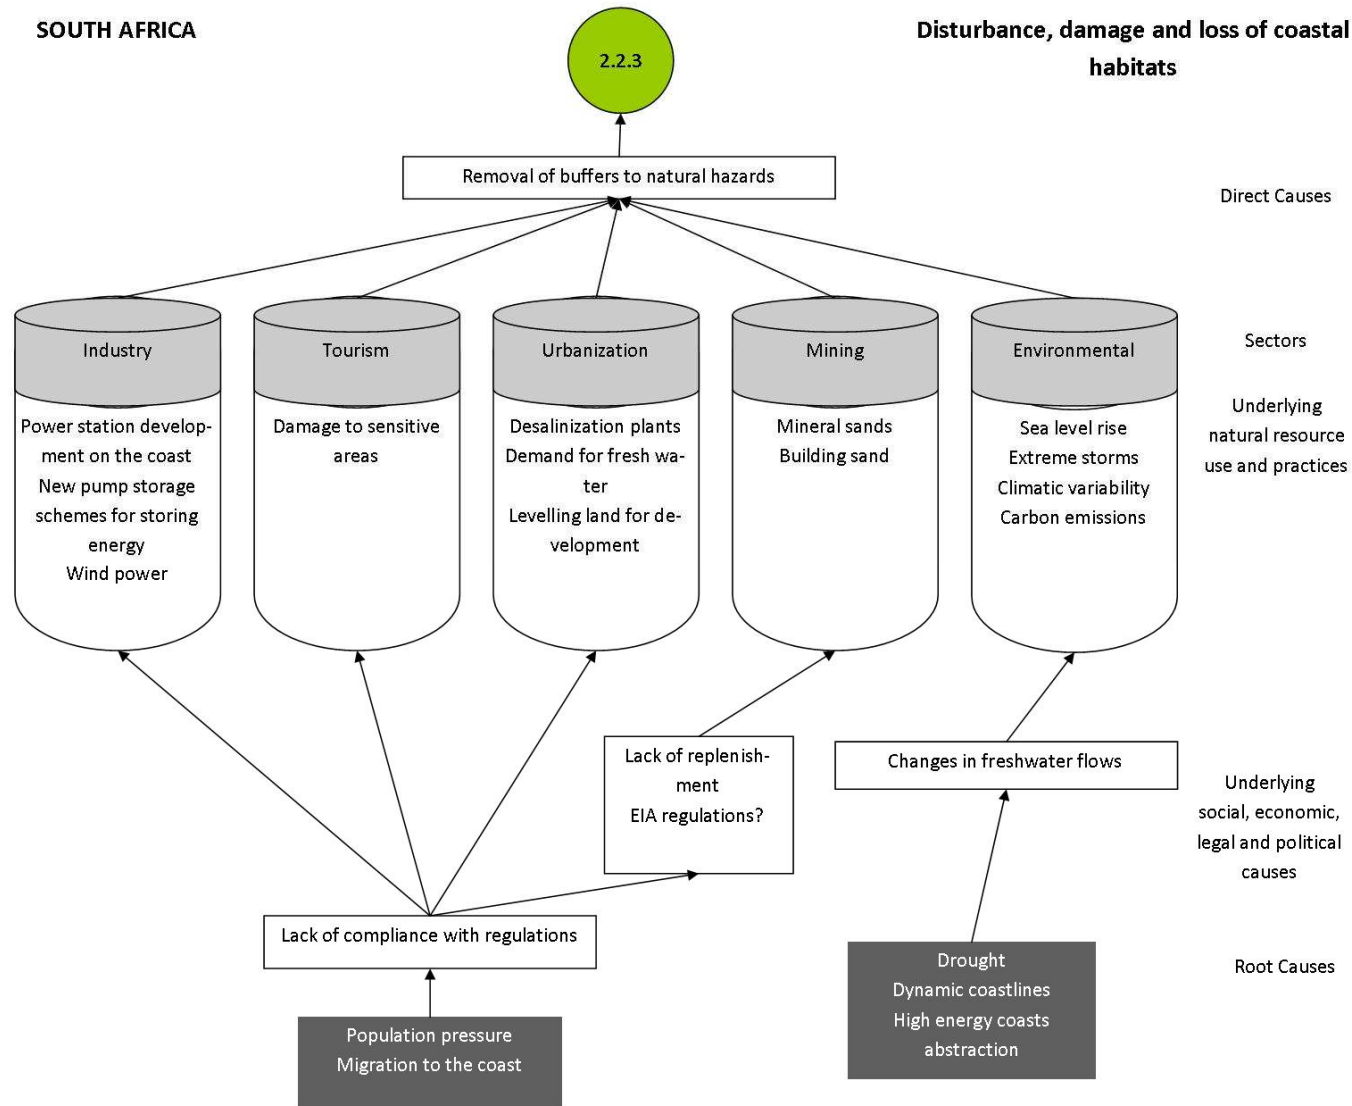 SOUTH AFRICA
2.2.3
Disturbance, damage and loss of coastal
habitats
Removal of buffers to natural hazards
Direct Causes
Industry
Tourism
Urbanization
Mining
Environmental
Sectors
Power station develop-
ment on the coast
New pump storage
schemes for storing
energy
Wind power
Damage to sensitive
areas
Desalinization plants
Demand for fresh wa-
ter
Levelling land for de-
velopment
Mineral sands
Building sand
Sea level rise
Extreme storms
Climatic variability
Carbon emissions
Underlying
natural resource
use and practices
Lack of replenish-
ment
EIA regulations?
Changes in freshwater flows
Underlying
social, economic,
legal and political
causes
Lack of compliance with regulations
Drought
Dynamic coastlines
High energy coasts
abstraction
Root Causes
Population pressure
Migration to the coast